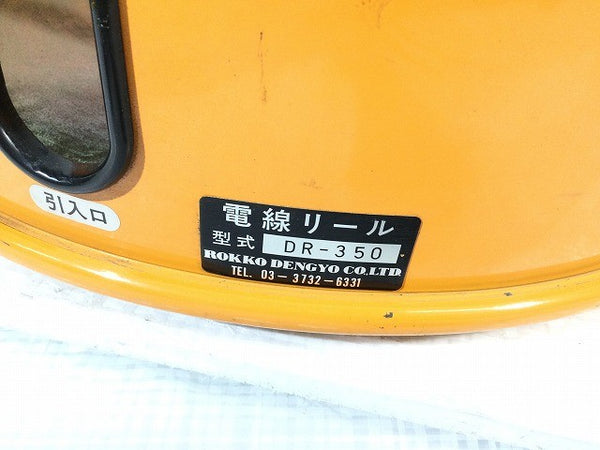 引入口
電線リール
型式 DR-350
ROKKO DENGYO CO.LTD
TEL. 03-3732-6331